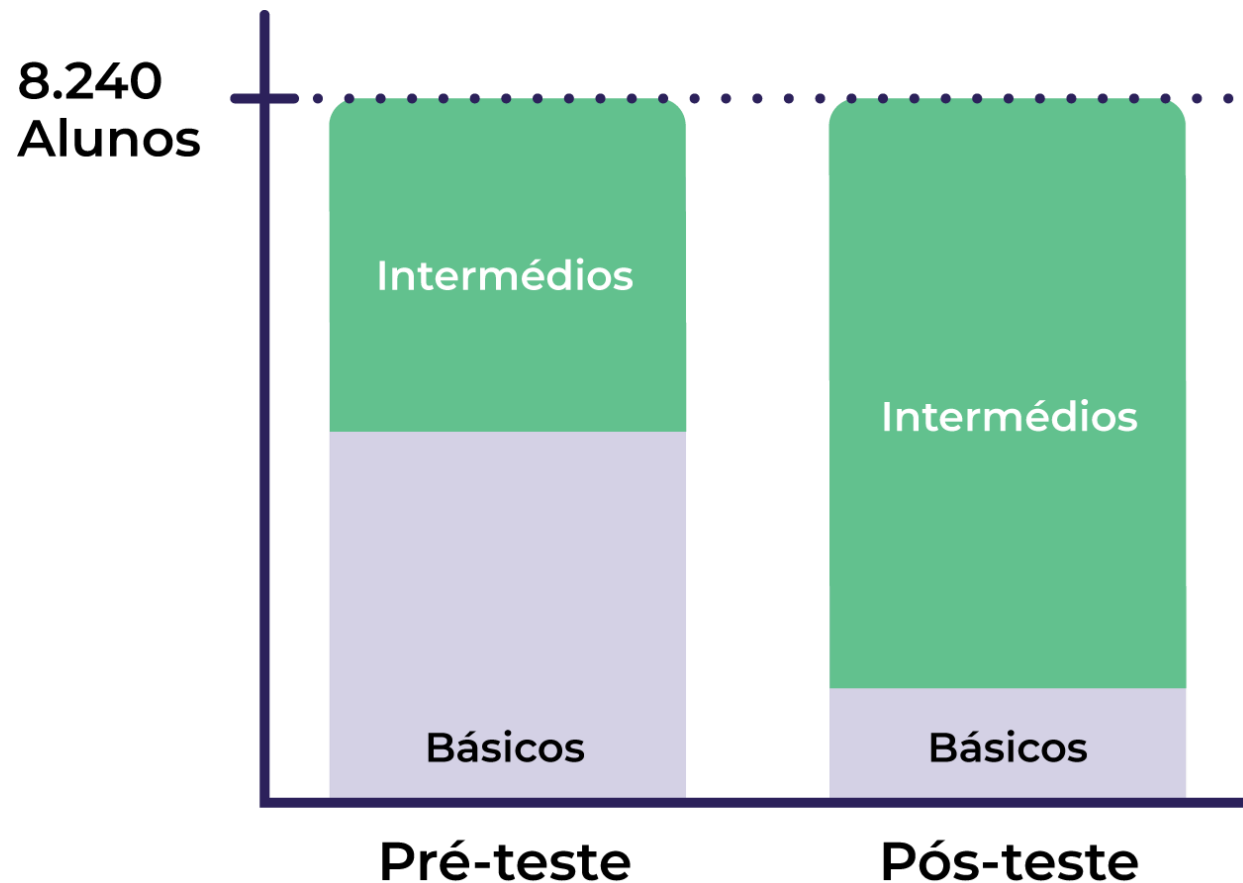 8.240
Alunos
Intermédios
Intermédios
Básicos
Básicos
Pré-teste
Pós-teste